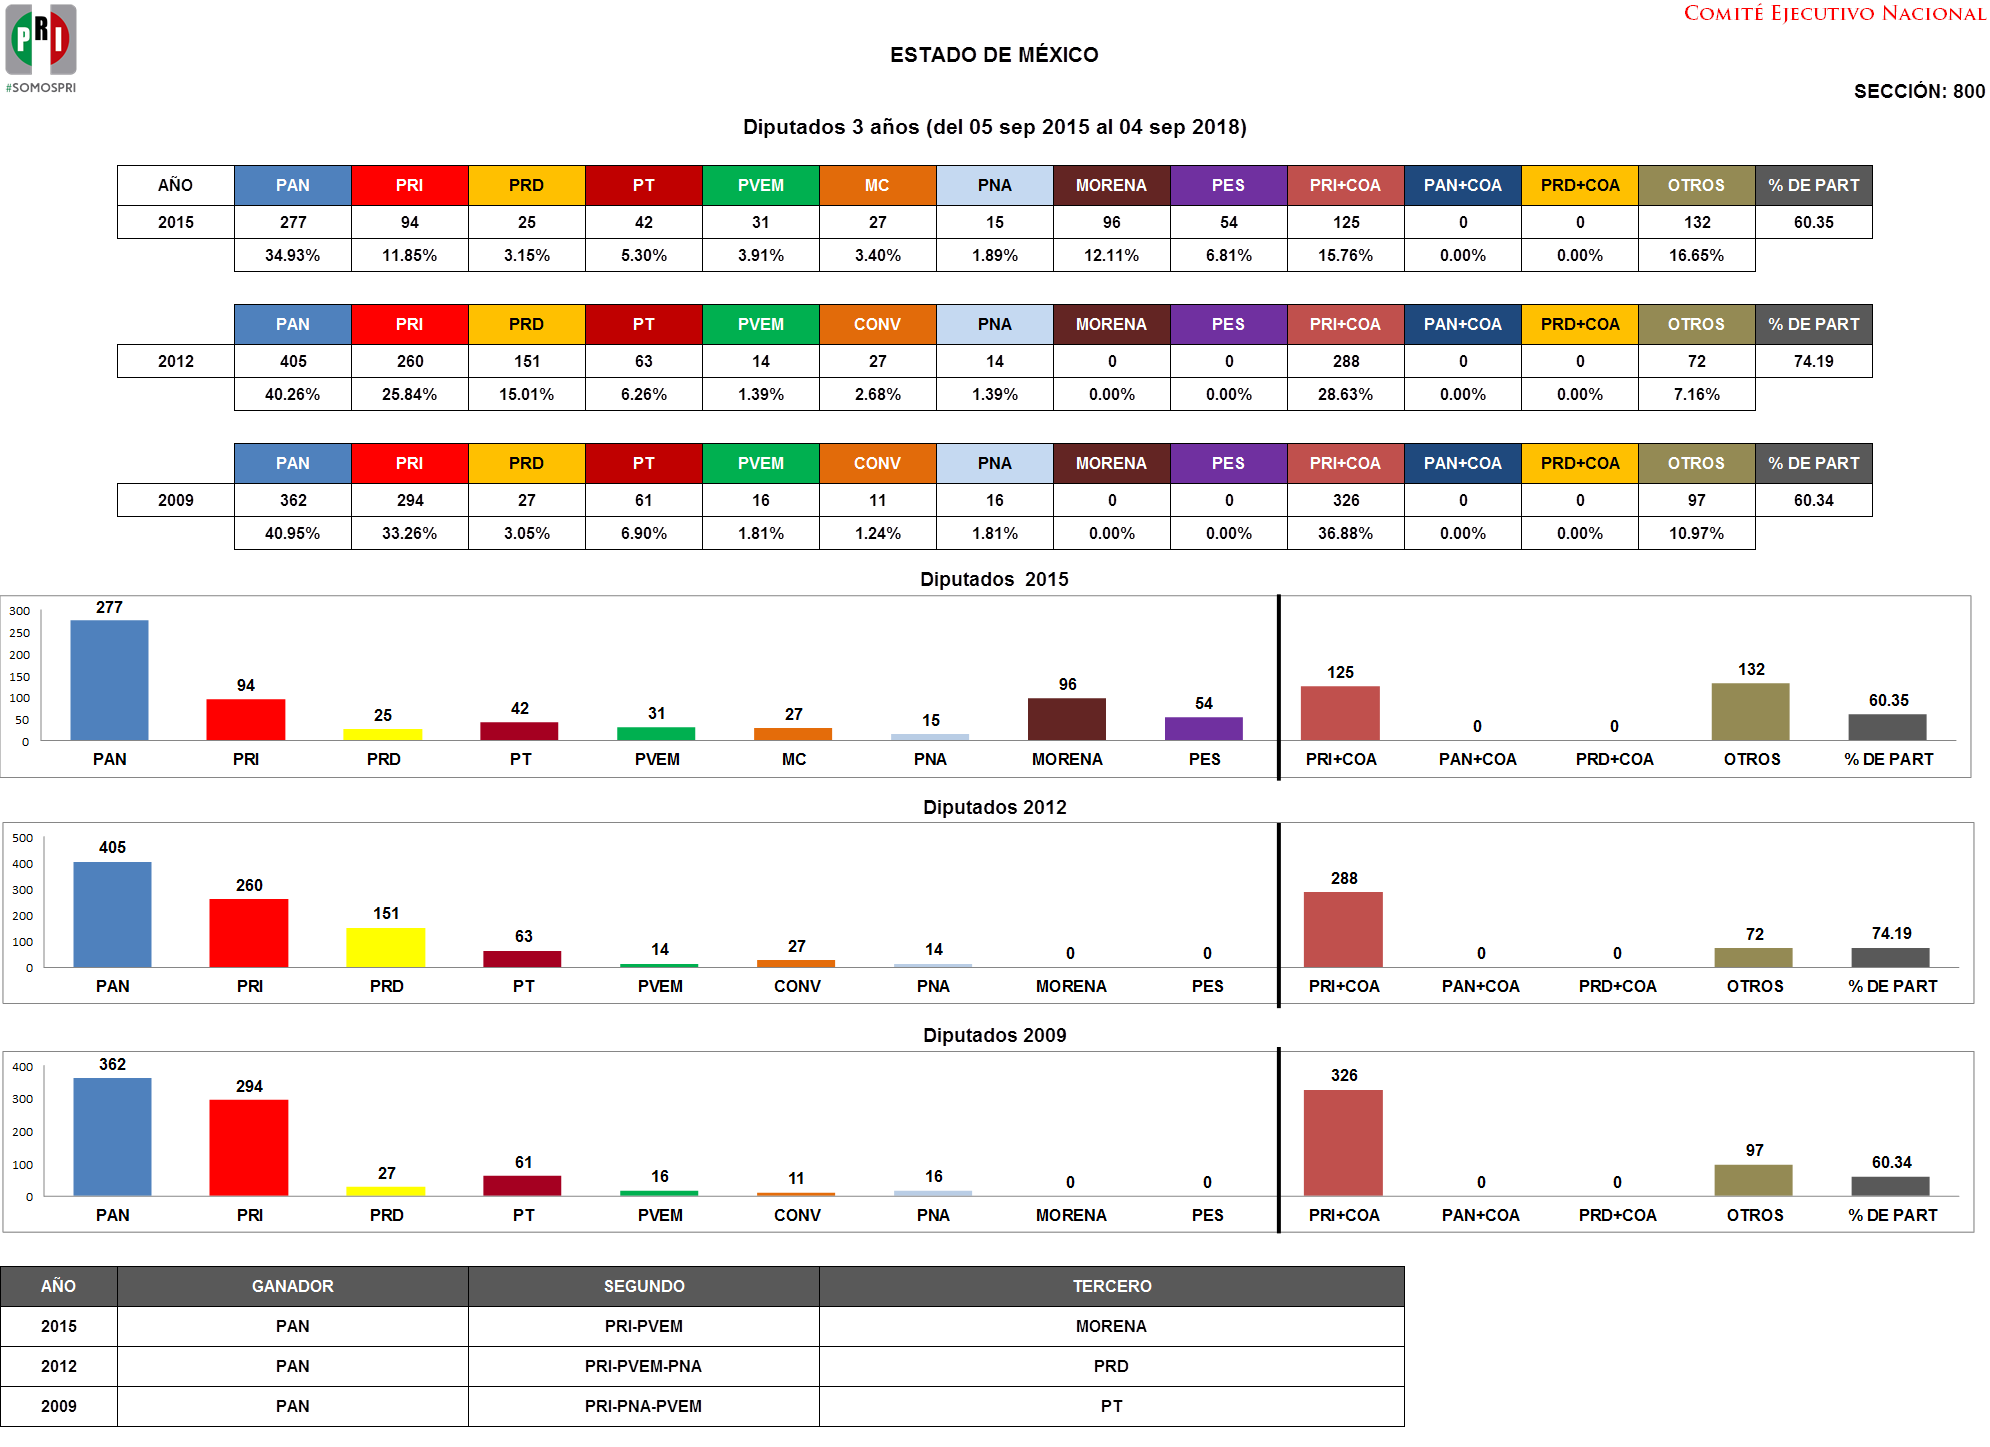 PRI
#SOMOSPRI
COMITÉ EJECUTIVO NACIONAL
ESTADO DE MÉXICO
SECCIÓN: 800
Diputados 3 años (del 05 sep 2015 al 04 sep 2018)
AÑO PAN PRI PRD PT PVEM MC PNA MORENA PES PRI+COA PAN+COA PRD+COA OTROS % DE PART
2015 277 94 25 42 31 27 15 96 54 125 0 0 132 60.35
34.93% 11.85% 3.15% 5.30% 3.91% 3.40% 1.89% 12.11% 6.81% 15.76% 0.00% 0.00% 16.65%
PAN PRI PRD PT PVEM CONV PNA MORENA PES PRI+COA PAN+COA PRD+COA OTROS % DE PART
2012 405 260 151 63 14 27 14 0 0 288 0 0 72 74.19
40.26% 25.84% 15.01% 6.26% 1.39% 2.68% 1.39% 0.00% 0.00% 28.63% 0.00% 0.00% 7.16%
PAN PRI PRD PT PVEM CONV PNA MORENA PES PRI+COA PAN+COA PRD+COA OTROS % DE PART
2009 362 294 27 61 16 11 16 0 0 326 0 0 97 60.34
40.95% 33.26% 3.05% 6.90% 1.81% 1.24% 1.81% 0.00% 0.00% 36.88% 0.00% 0.00% 10.97%
Diputados 2015
300
250
200
150
100
50
0
277 94 25 42 31 27 15 96 54 125 0 0 132 60.35
PAN PRI PRD PT PVEM MC PNA MORENA PES PRI+COA PAN+COA PRD+COA OTROS % DE PART
Diputados 2012
500
400
300
200
100
0
405 260 151 63 14 27 14 0 0 288 0 0 72 74.19
PAN PRI PRD PT PVEM CONV PNA MORENA PES PRI+COA PAN+COA PRD+COA OTROS % DE PART
Diputados 2009
400
300
200
100
0
362 294 27 61 16 11 16 0 0 326 0 0 97 60.34
PAN PRI PRD PT PVEM CONV PNA MORENA PES PRI+COA PAN+COA PRD+COA OTROS % DE PART
AÑO GANADOR SEGUNDO TERCERO
2015 PAN PRI-PVEM MORENA
2012 PAN PRI-PVEM-PNA PRD
2009 PAN PRI-PNA-PVEM PT